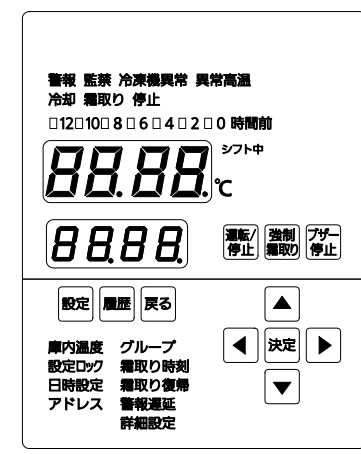 警報 監禁 冷凍機異常 異常高温
冷却 霜取り 停止
□12□10□8□6□4□2□0 時間前
シフト中
88.88.℃
88.88.
運転/停止 強制霜取り ブザー停止
設定 履歴 戻る
▲
◀ 決定 ▶
▼
庫内温度 グループ
設定ロック 霜取り時刻
日時設定 霜取り復帰
アドレス 警報遅延
詳細設定